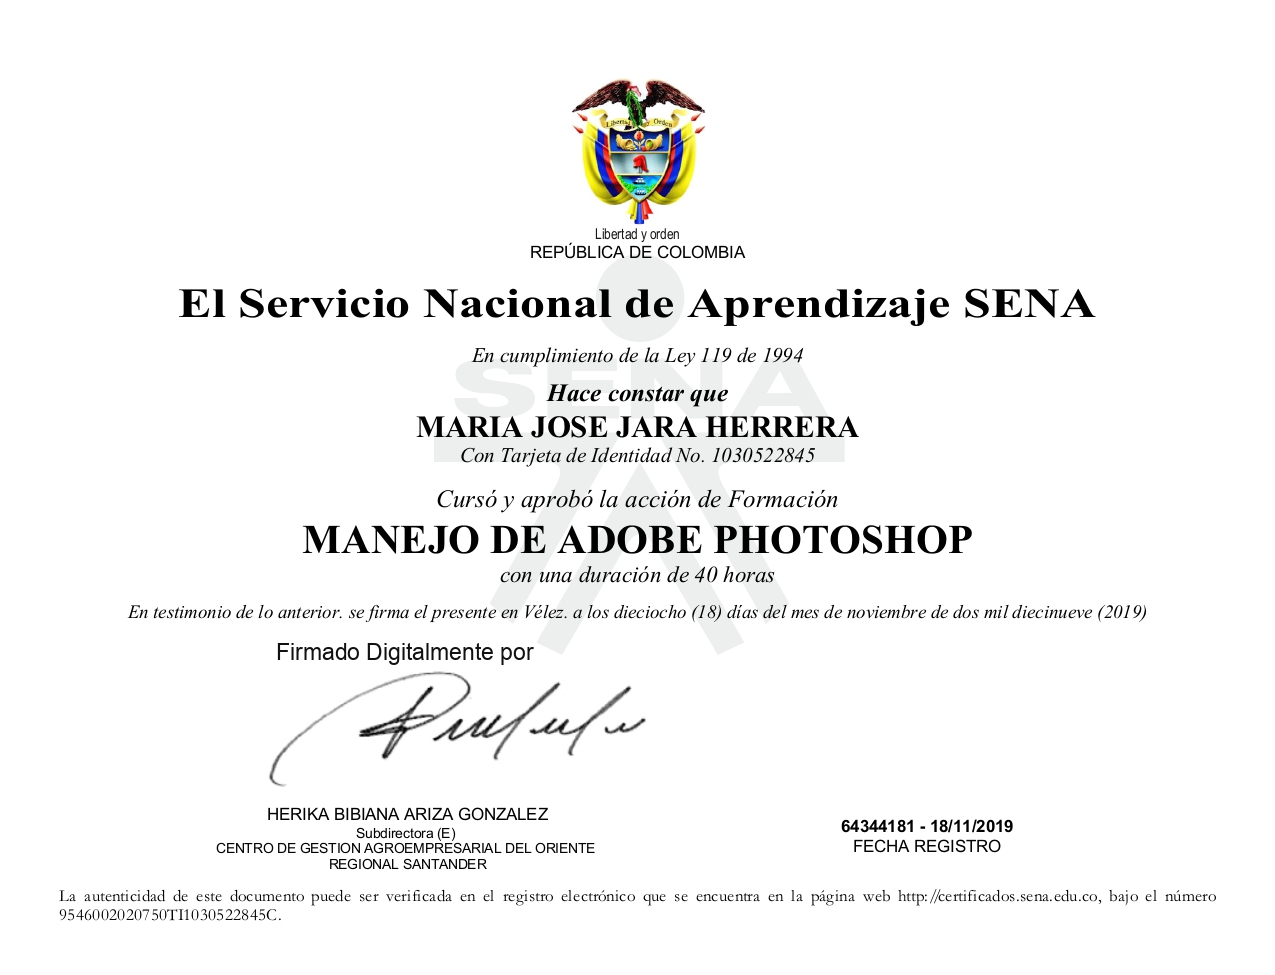 Libertad y Orden
Libertad y orden
REPÚBLICA DE COLOMBIA
El Servicio Nacional de Aprendizaje SENA
En cumplimiento de la Ley 119 de 1994
SENA
Hace constar que
MARIA JOSE JARA HERRERA
Con Tarjeta de Identidad No. 1030522845
Cursó y aprobó la acción de Formación
MANEJO DE ADOBE PHOTOSHOP
con una duración de 40 horas
En testimonio de lo anterior. se firma el presente en Vélez. a los dieciocho (18) días del mes de noviembre de dos mil diecinueve (2019)
Firmado Digitalmente por
HERIKA BIBIANA ARIZA GONZALEZ
Subdirectora (E)
CENTRO DE GESTION AGROEMPRESARIAL DEL ORIENTE
REGIONAL SANTANDER
64344181 - 18/11/2019
FECHA REGISTRO
La autenticidad de este documento puede ser verificada en el registro electrónico que se encuentra en la página web http://certificados.sena.edu.co, bajo el número
9546002020750TI1030522845C.